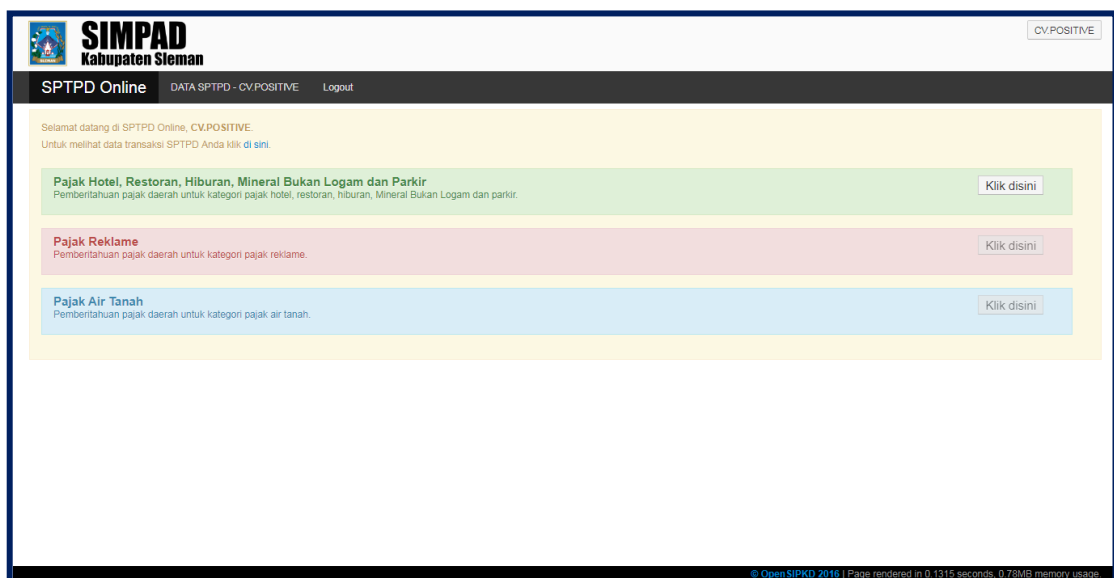 SIMPAD
Kabupaten Sleman
CV.POSITIVE
SPTPD Online DATA SPTPD - CV.POSITIVE Logout
Selamat datang di SPTPD Online, CV.POSITIVE.
Untuk melihat data transaksi SPTPD Anda klik di sini.
Pajak Hotel, Restoran, Hiburan, Mineral Bukan Logam dan Parkir
Pemberitahuan pajak daerah untuk kategori pajak hotel, restoran, hiburan, Mineral Bukan Logam dan parkir.
Klik disini
Pajak Reklame
Pemberitahuan pajak daerah untuk kategori pajak reklame.
Klik disini
Pajak Air Tanah
Pemberitahuan pajak daerah untuk kategori pajak air tanah.
Klik disini
© OpenSIPKD 2016 | Page rendered in 0.1315 seconds, 0.78MB memory usage.